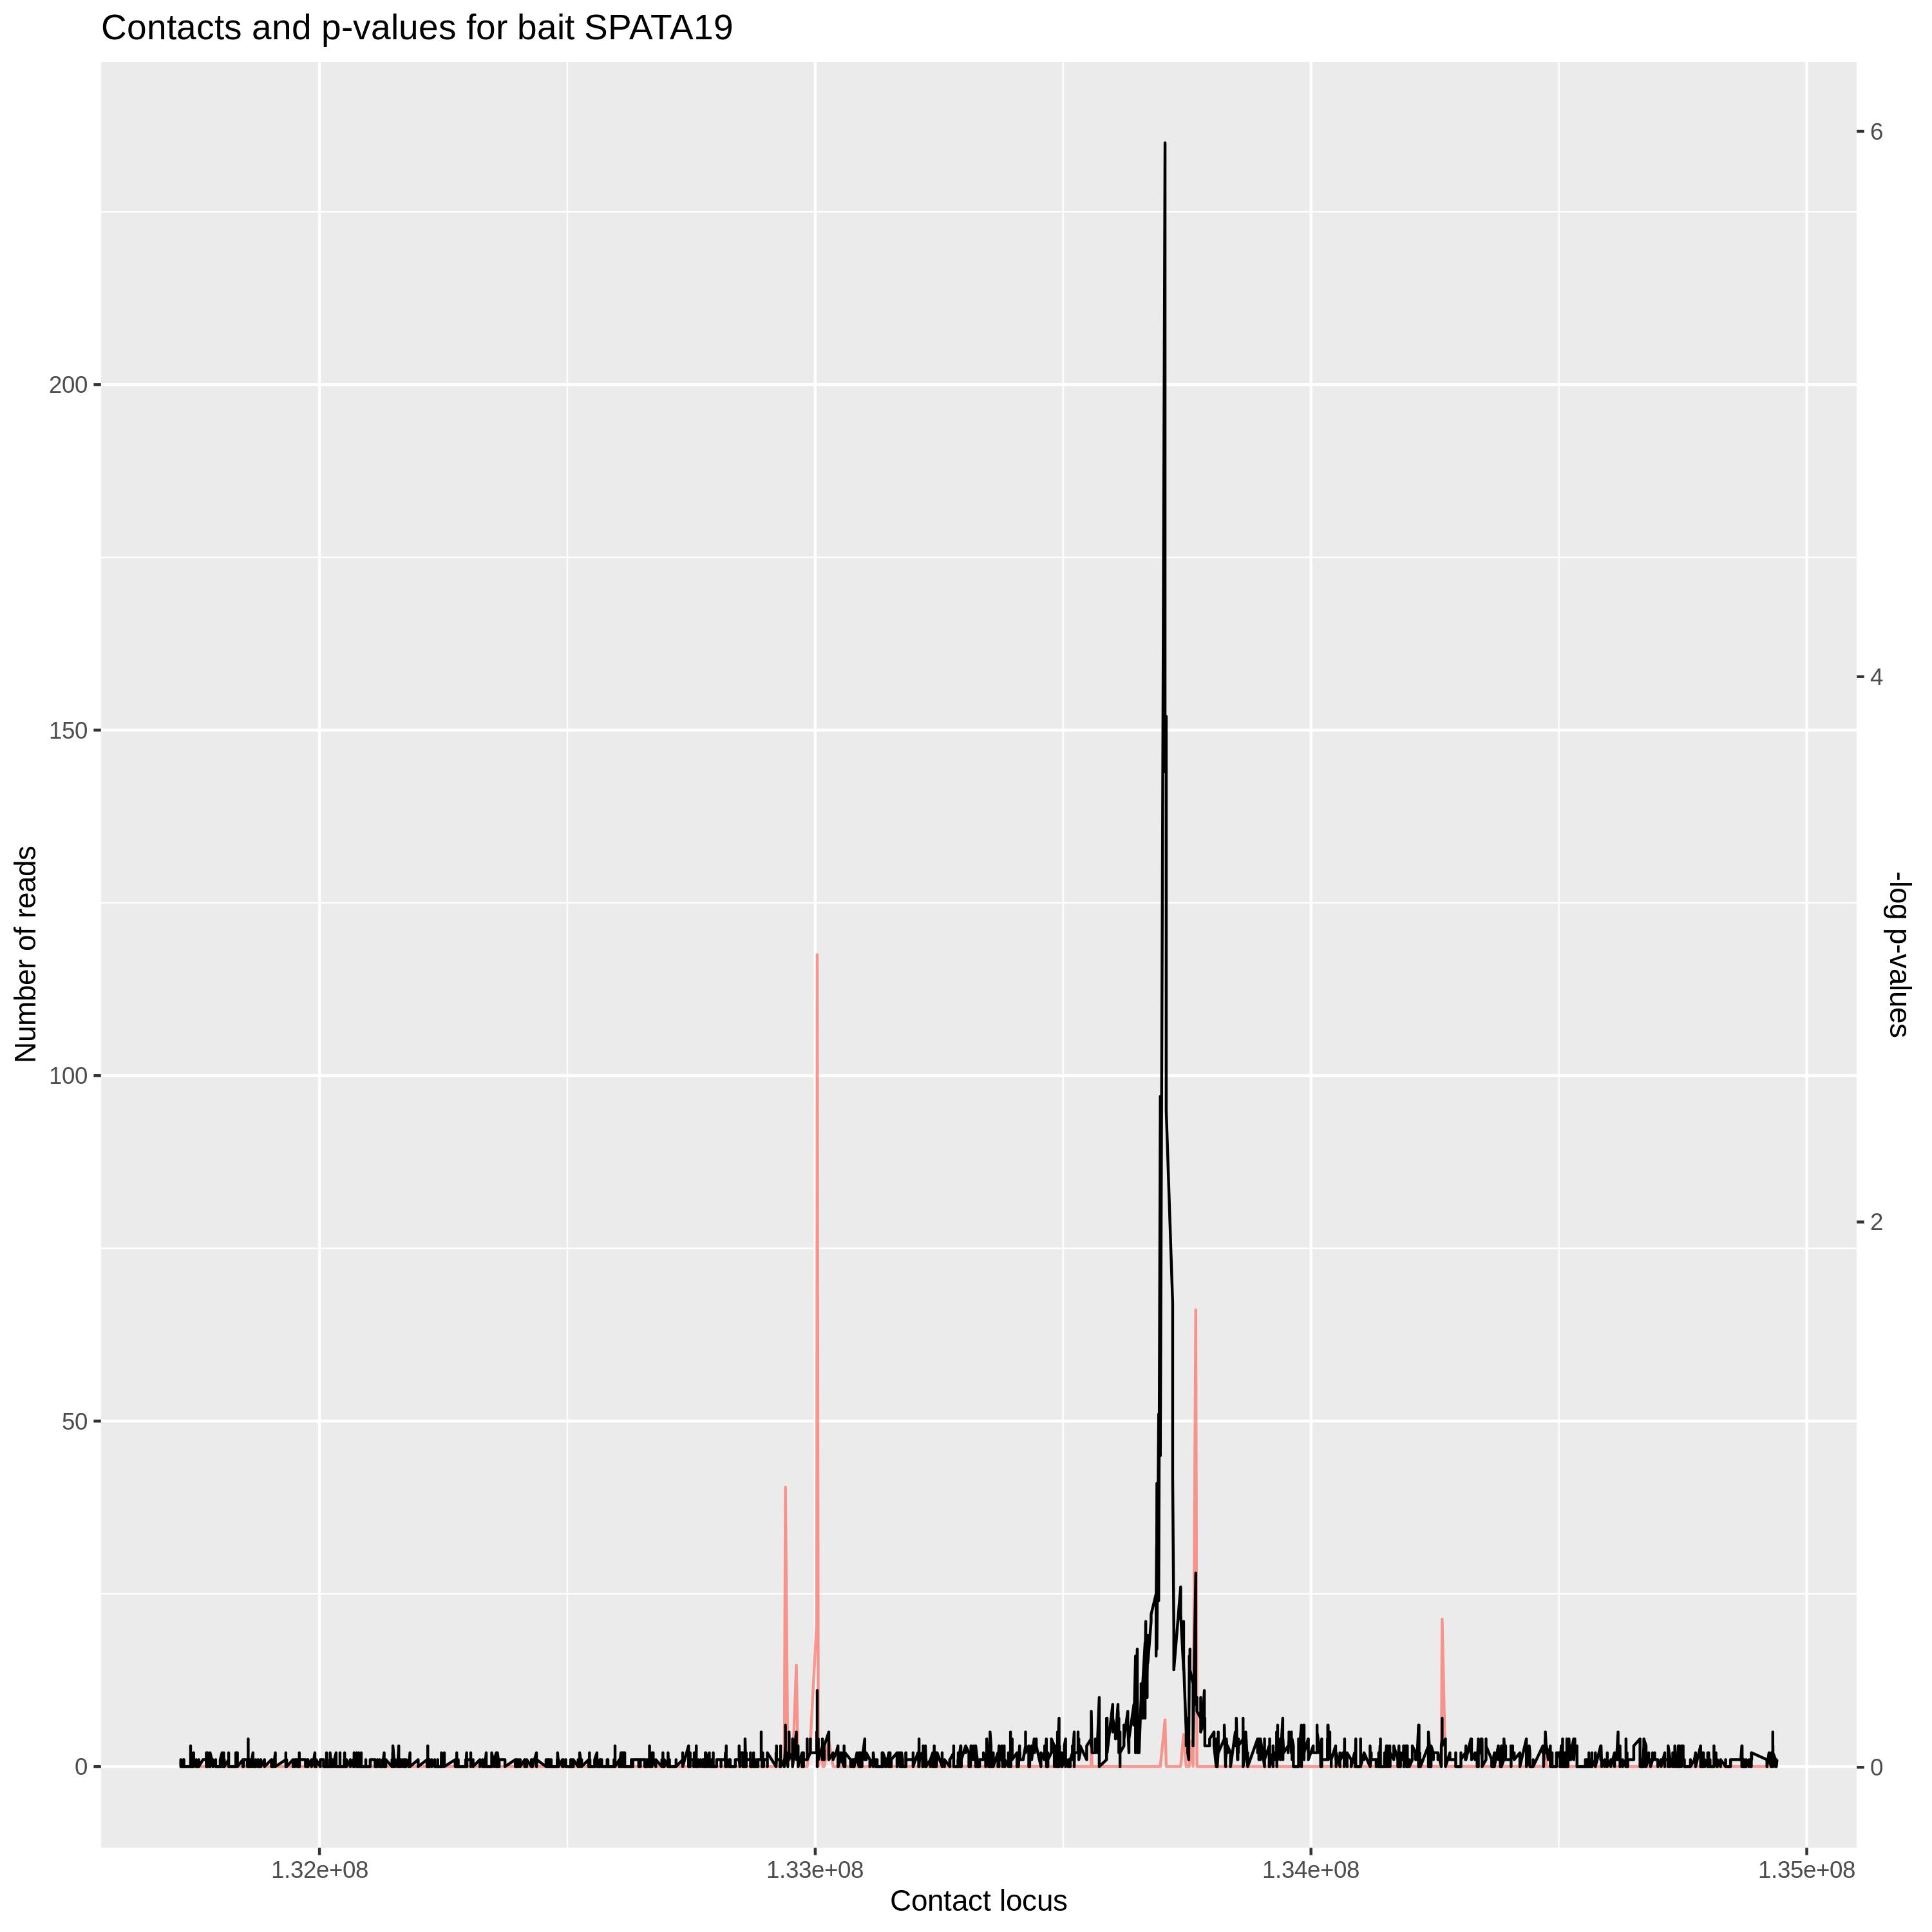 Contacts and p-values for bait SPATA19
Number of reads
200
150
100
50
0
6
4
2
0
-log p-values
1.32e+08
1.33e+08
1.34e+08
1.35e+08
Contact locus